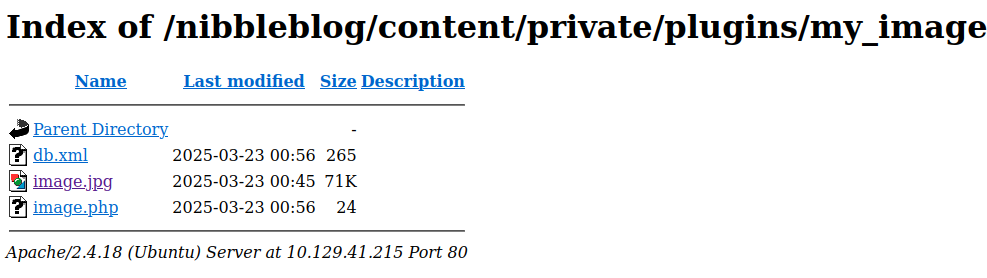 Index of /nibbleblog/content/private/plugins/my_image
Name Last modified Size Description
Parent Directory -
db.xml 2025-03-23 00:56 265
image.jpg 2025-03-23 00:45 71K
image.php 2025-03-23 00:56 24
Apache/2.4.18 (Ubuntu) Server at 10.129.41.215 Port 80